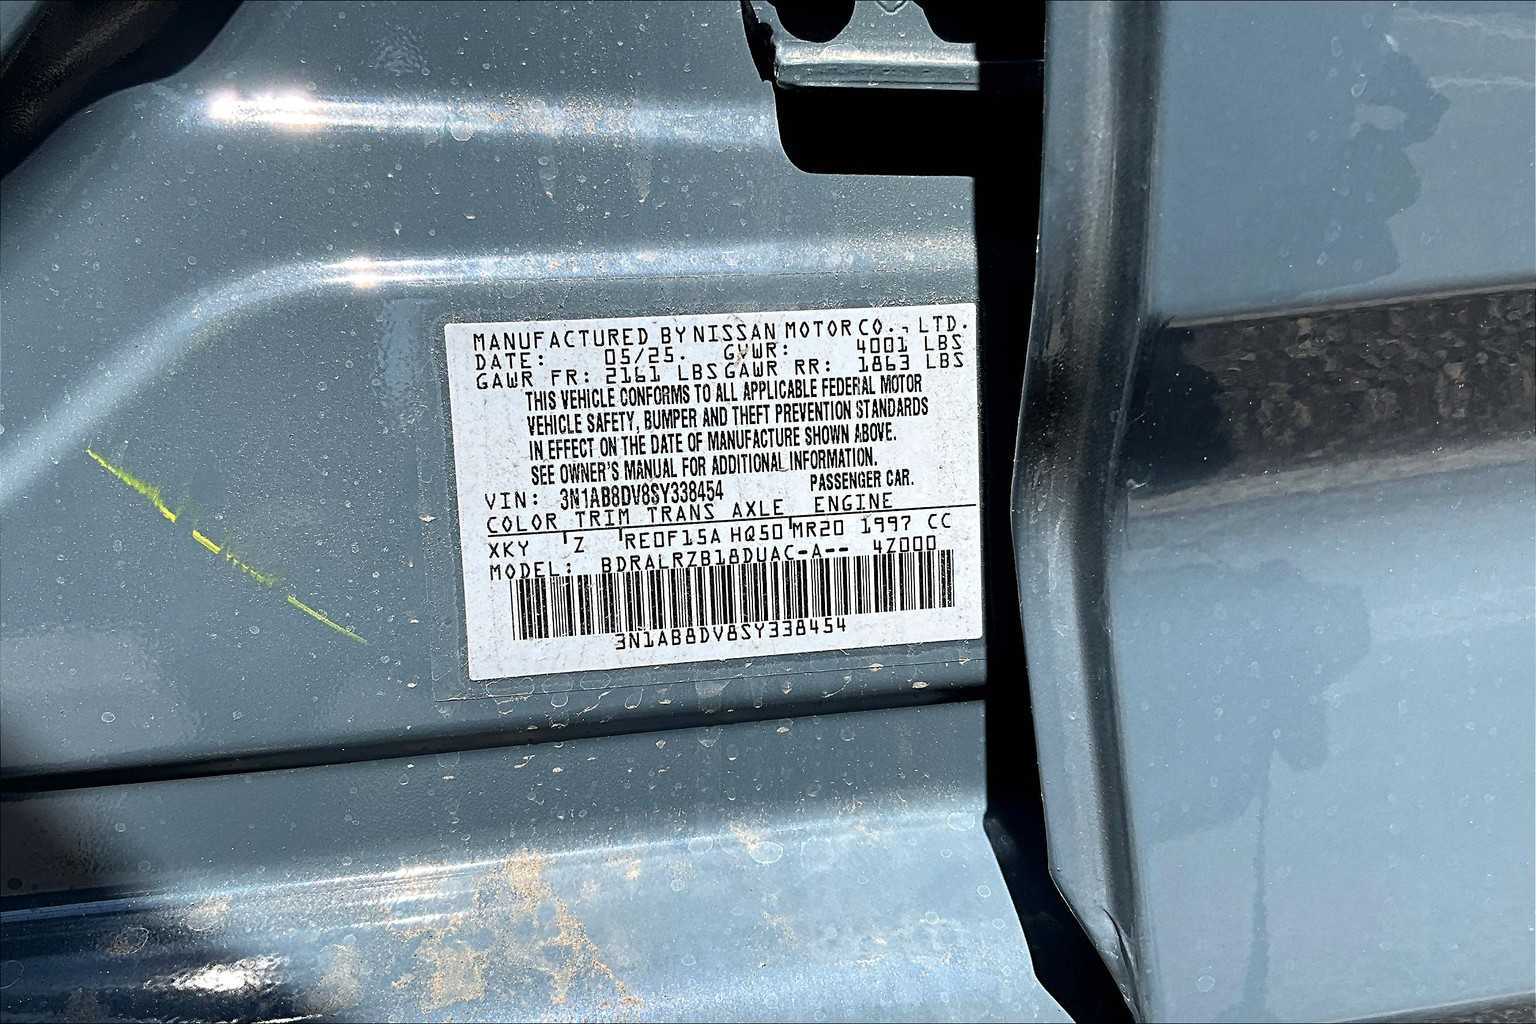 MANUFACTURED BY NISSAN MOTOR CO., LTD.
DATE: 05/25. GVWR: 4001 LBS
GAWR FR: 2161 LBS GAWR RR: 1863 LBS
THIS VEHICLE CONFORMS TO ALL APPLICABLE FEDERAL MOTOR
VEHICLE SAFETY, BUMPER AND THEFT PREVENTION STANDARDS
IN EFFECT ON THE DATE OF MANUFACTURE SHOWN ABOVE.
SEE OWNER'S MANUAL FOR ADDITIONAL INFORMATION.
VIN: 3N1AB8DV8SY338454 PASSENGER CAR.
COLOR TRIM TRANS AXLE ENGINE
XKY Z RE0F15A HQ50 MR20 1997 CC
MODEL: BDRALRZB18DUAC-A-- 4Z000
3N1AB8DV8SY338454